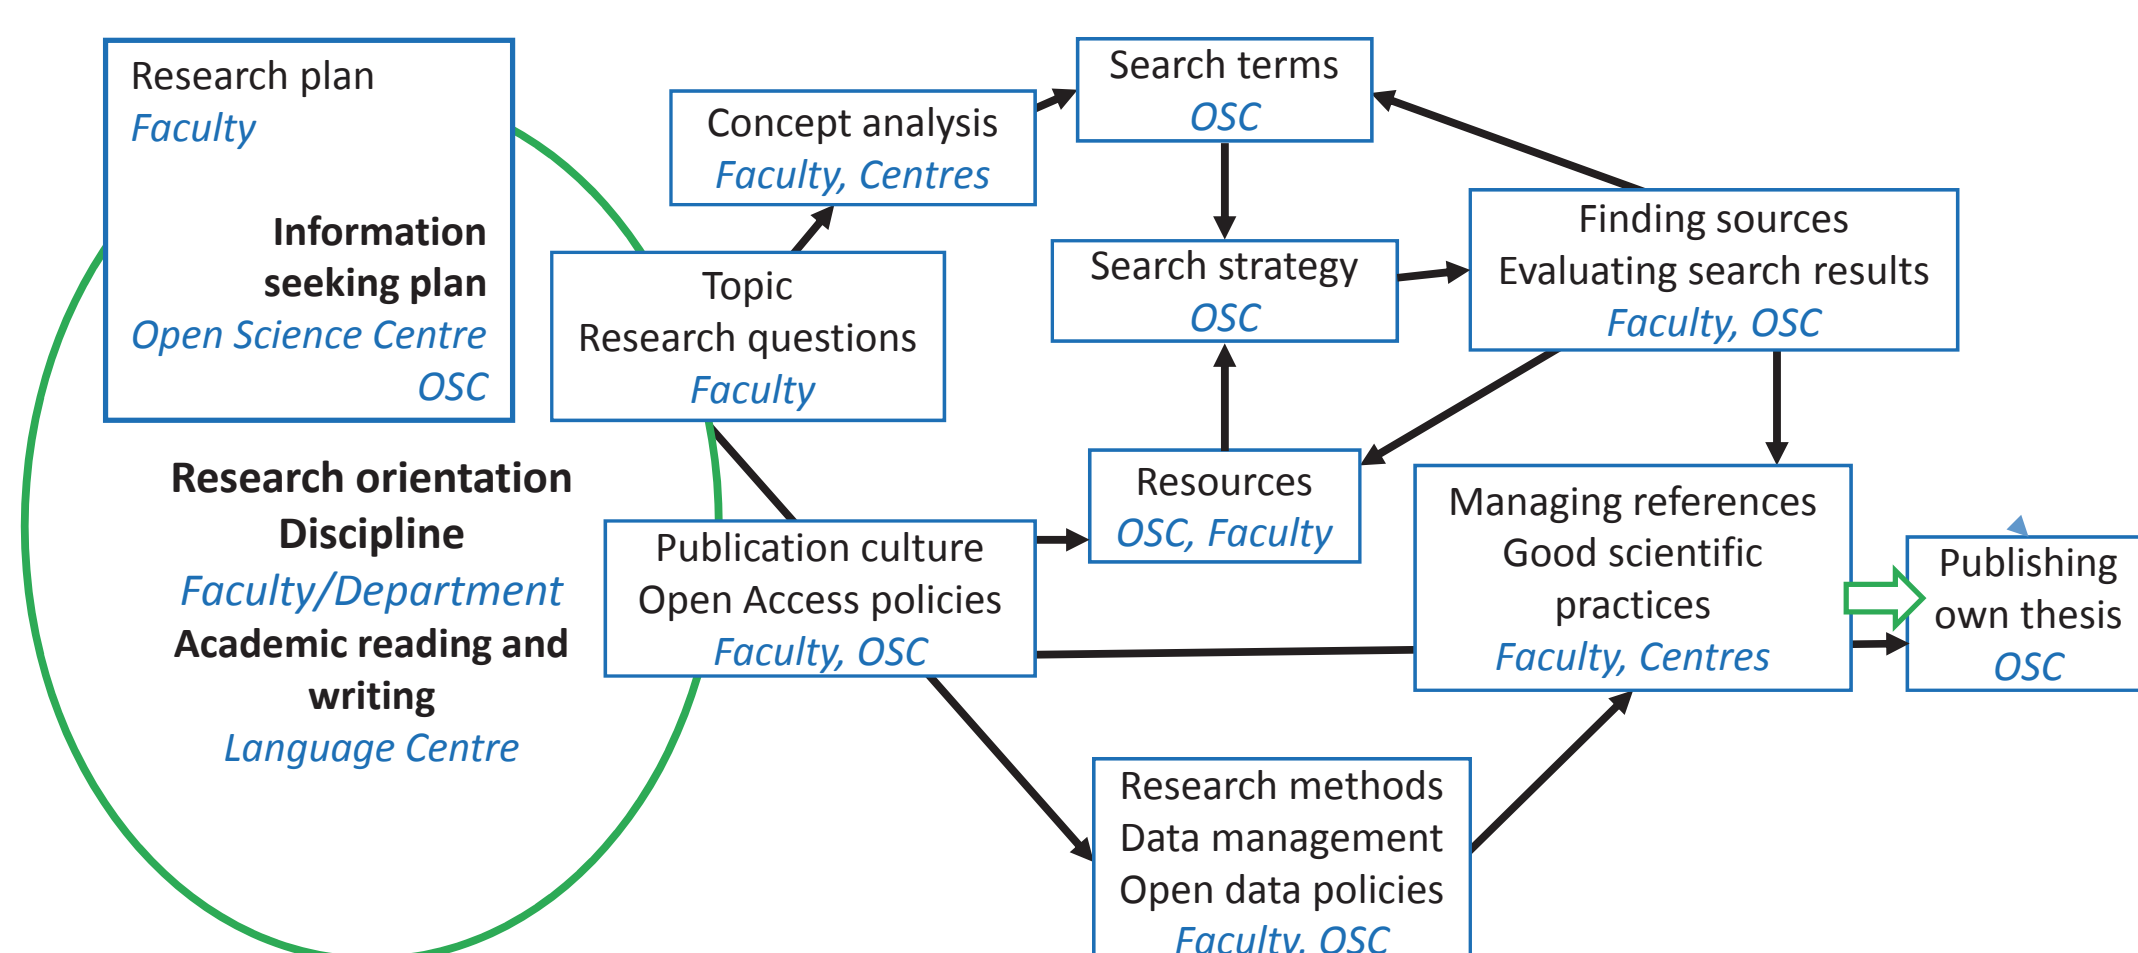 Research plan
Faculty
Information
seeking plan
Open Science Centre
OSC
Research orientation
Discipline
Faculty/Department
Academic reading and
writing
Language Centre
Topic
Research questions
Faculty
Concept analysis
Faculty, Centres
Search terms
OSC
Search strategy
OSC
Finding sources
Evaluating search results
Faculty, OSC
Resources
OSC, Faculty
Publication culture
Open Access policies
Faculty, OSC
Managing references
Good scientific
practices
Faculty, Centres
Publishing
own thesis
OSC
Research methods
Data management
Open data policies
Faculty, OSC